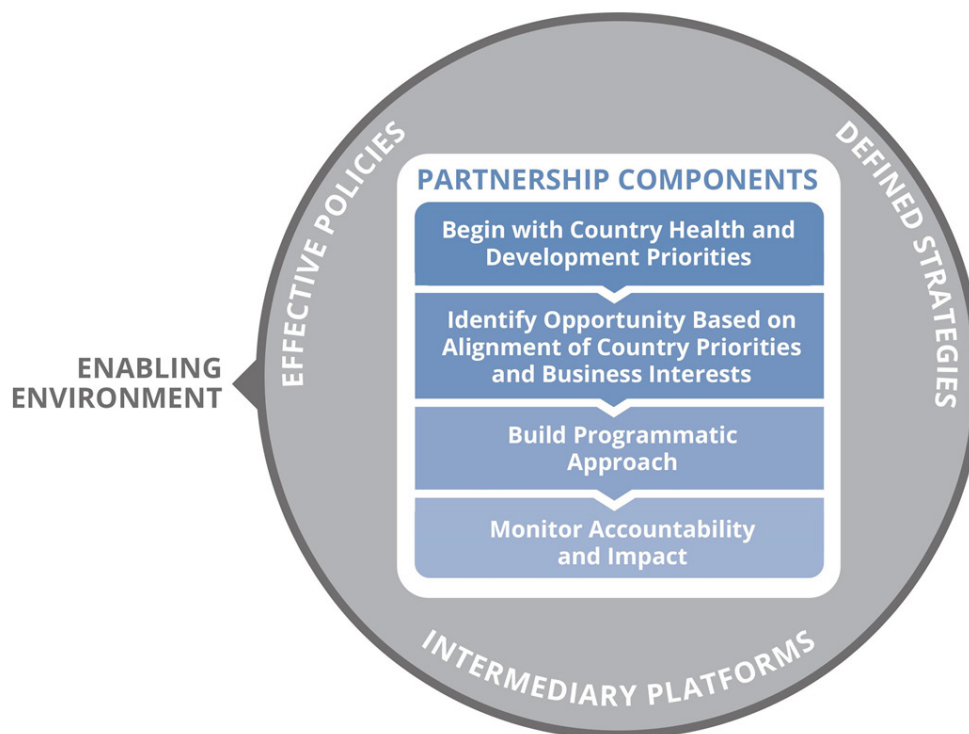 EFFECTIVE POLICIES
DEFINED STRATEGIES
PARTNERSHIP COMPONENTS
Begin with Country Health and
Development Priorities
Identify Opportunity Based on
Alignment of Country Priorities
and Business Interests
ENABLING
ENVIRONMENT
Build Programmatic
Approach
Monitor Accountability
and Impact
INTERMEDIARY PLATFORMS